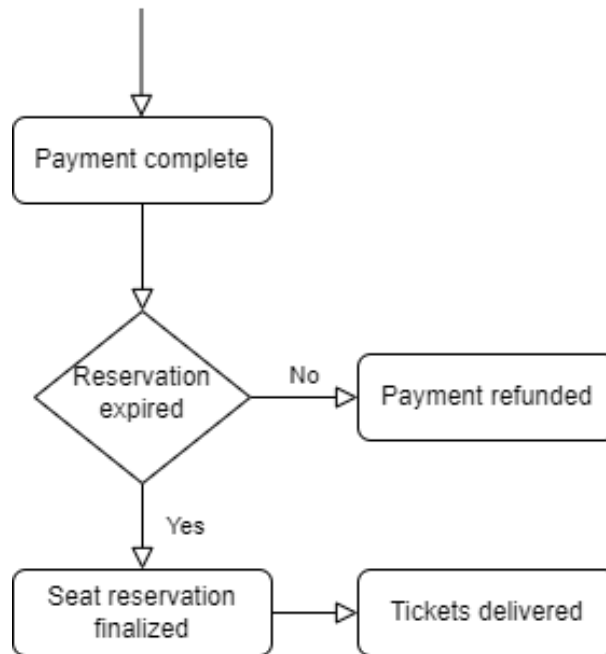 Payment complete
Reservation
expired
No
Payment refunded
Yes
Seat reservation
finalized
Tickets delivered